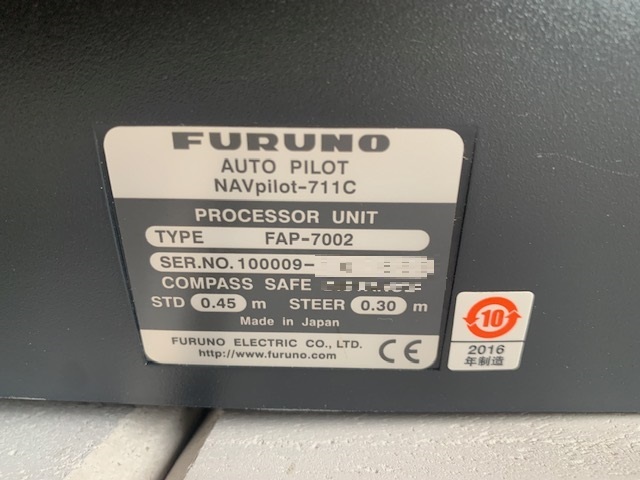 FURUNO
AUTO PILOT
NAVpilot-711C
PROCESSOR UNIT
TYPE FAP-7002
SER.NO. 100009-
COMPASS SAFE
STD 0.45 m STEER 0.30 m
Made in Japan
FURUNO ELECTRIC CO., LTD.
http://www.furuno.com
CE
10
2016
年制造